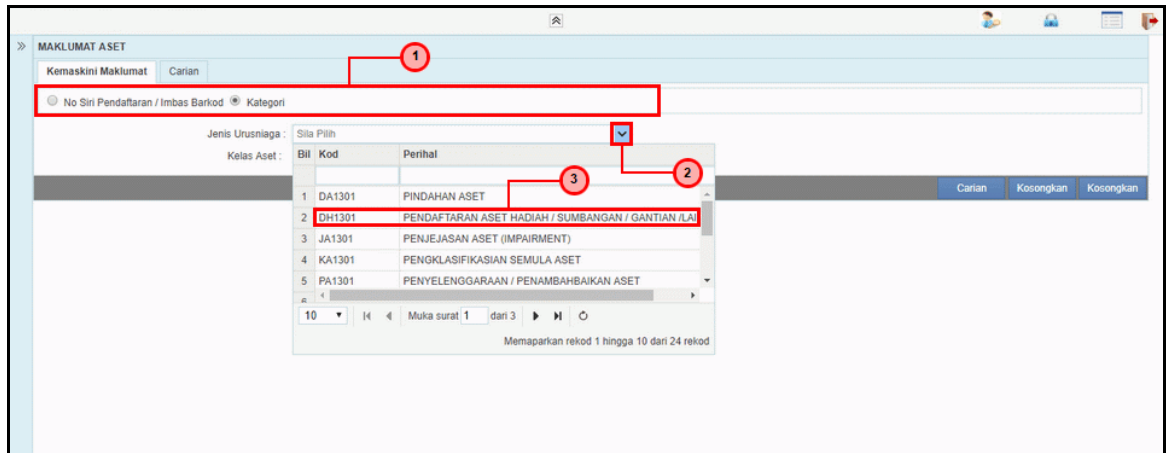 MAKLUMAT ASET
1
Kemaskini Maklumat Carian
No Siri Pendaftaran / Imbas Barkod Kategori
Jenis Urusniaga : Sila Pilih
2
Kelas Aset : Bil Kod Perihal
3
Carian Kosongkan Kosongkan
1 DA1301 PINDAHAN ASET
2 DH1301 PENDAFTARAN ASET HADIAH / SUMBANGAN / GANTIAN /LAI
3 JA1301 PENJEJASAN ASET (IMPAIRMENT)
4 KA1301 PENGKLASIFIKASIAN SEMULA ASET
5 PA1301 PENYELENGGARAAN / PENAMBAHBAIKAN ASET
10 Muka surat 1 dari 3
Memaparkan rekod 1 hingga 10 dari 24 rekod